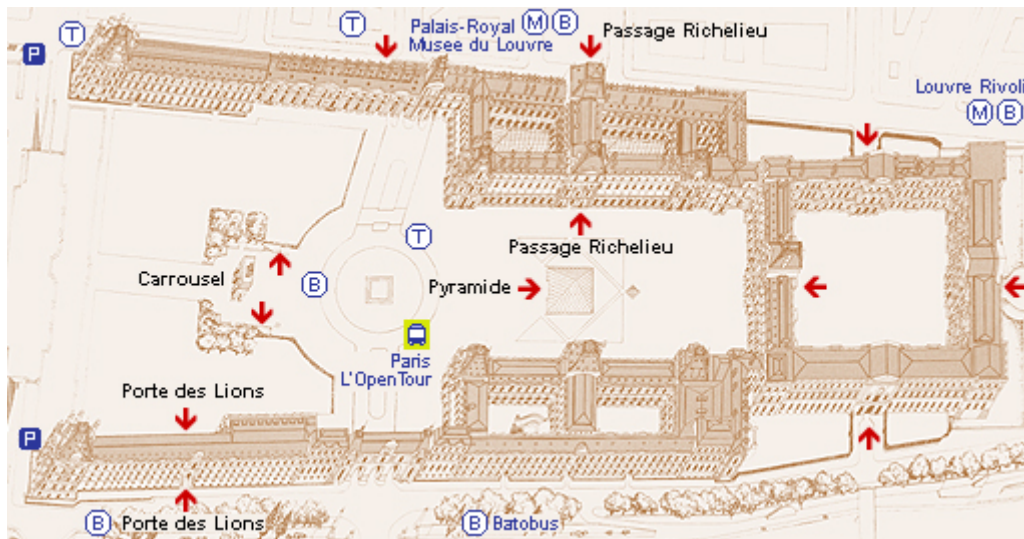 T
T
Palais-Royal M B
Musee du Louvre
Passage Richelieu
P
Louvre Rivoli
M B
T
Passage Richelieu
Carrousel
B
Pyramide
Paris
L'OpenTour
Porte des Lions
P
B Porte des Lions
B Batobus